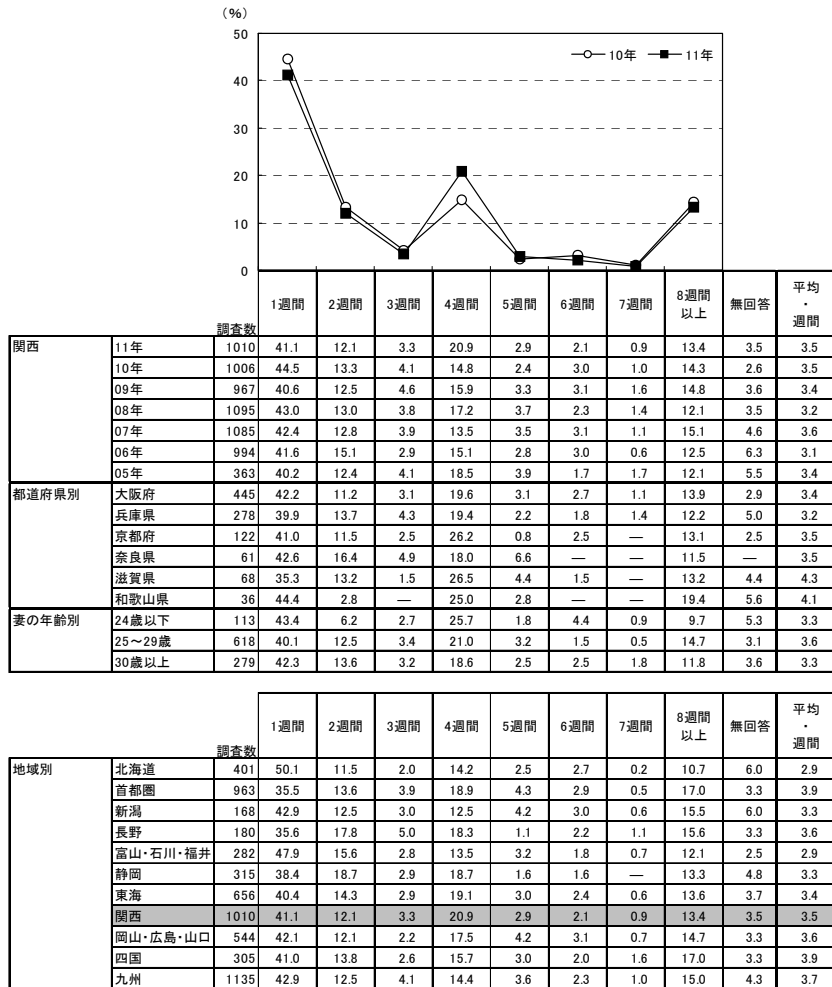 (%)
50
40
30
20
10
0
10年 11年
調査数 1週間 2週間 3週間 4週間 5週間 6週間 7週間 8週間以上 無回答 平均・週間
関西 11年 1010 41.1 12.1 3.3 20.9 2.9 2.1 0.9 13.4 3.5 3.5
10年 1006 44.5 13.3 4.1 14.8 2.4 3.0 1.0 14.3 2.6 3.5
09年 967 40.6 12.5 4.6 15.9 3.3 3.1 1.6 14.8 3.6 3.4
08年 1095 43.0 13.0 3.8 17.2 3.7 2.3 1.4 12.1 3.5 3.2
07年 1085 42.4 12.8 3.9 13.5 3.5 3.1 1.1 15.1 4.6 3.6
06年 994 41.6 15.1 2.9 15.1 2.8 3.0 0.6 12.5 6.3 3.1
05年 363 40.2 12.4 4.1 18.5 3.9 1.7 1.7 12.1 5.5 3.4
都道府県別 大阪府 445 42.2 11.2 3.1 19.6 3.1 2.7 1.1 13.9 2.9 3.4
兵庫県 278 39.9 13.7 4.3 19.4 2.2 1.8 1.4 12.2 5.0 3.2
京都府 122 41.0 11.5 2.5 26.2 0.8 2.5 — 13.1 2.5 3.5
奈良県 61 42.6 16.4 4.9 18.0 6.6 — — 11.5 — 3.3
滋賀県 68 35.3 13.2 1.5 26.5 4.4 1.5 — 13.2 4.4 4.3
和歌山県 36 44.4 2.8 — 25.0 2.8 — — 19.4 5.6 4.1
妻の年齢別 24歳以下 113 43.4 6.2 2.7 25.7 1.8 4.4 0.9 9.7 5.3 3.3
25～29歳 618 40.1 12.5 3.4 21.0 3.2 1.5 0.5 14.7 3.1 3.6
30歳以上 279 42.3 13.6 3.2 18.6 2.5 2.5 1.8 11.8 3.6 3.3
調査数 1週間 2週間 3週間 4週間 5週間 6週間 7週間 8週間以上 無回答 平均・週間
地域別 北海道 401 50.1 11.5 2.0 14.2 2.5 2.7 0.2 10.7 6.0 2.9
首都圏 963 35.5 13.6 3.9 18.9 4.3 2.9 0.5 17.0 3.3 3.9
新潟 168 42.9 12.5 3.0 12.5 4.2 3.0 0.6 15.5 6.0 3.3
長野 180 35.6 17.8 5.0 18.3 1.1 2.2 1.1 15.6 3.3 3.6
富山・石川・福井 282 47.9 15.6 2.8 13.5 3.2 1.8 0.7 12.1 2.5 2.9
静岡 315 38.4 18.7 2.9 18.7 1.6 1.6 — 13.3 4.8 3.3
東海 656 40.4 14.3 2.9 19.1 3.0 2.4 0.6 13.6 3.7 3.4
関西 1010 41.1 12.1 3.3 20.9 2.9 2.1 0.9 13.4 3.5 3.5
岡山・広島・山口 544 42.1 12.1 2.2 17.5 4.2 3.1 0.7 14.7 3.3 3.6
四国 305 41.0 13.8 2.6 15.7 3.0 2.0 1.6 17.0 3.3 3.9
九州 1135 42.9 12.5 4.1 14.4 3.6 2.3 1.0 15.0 4.3 3.7